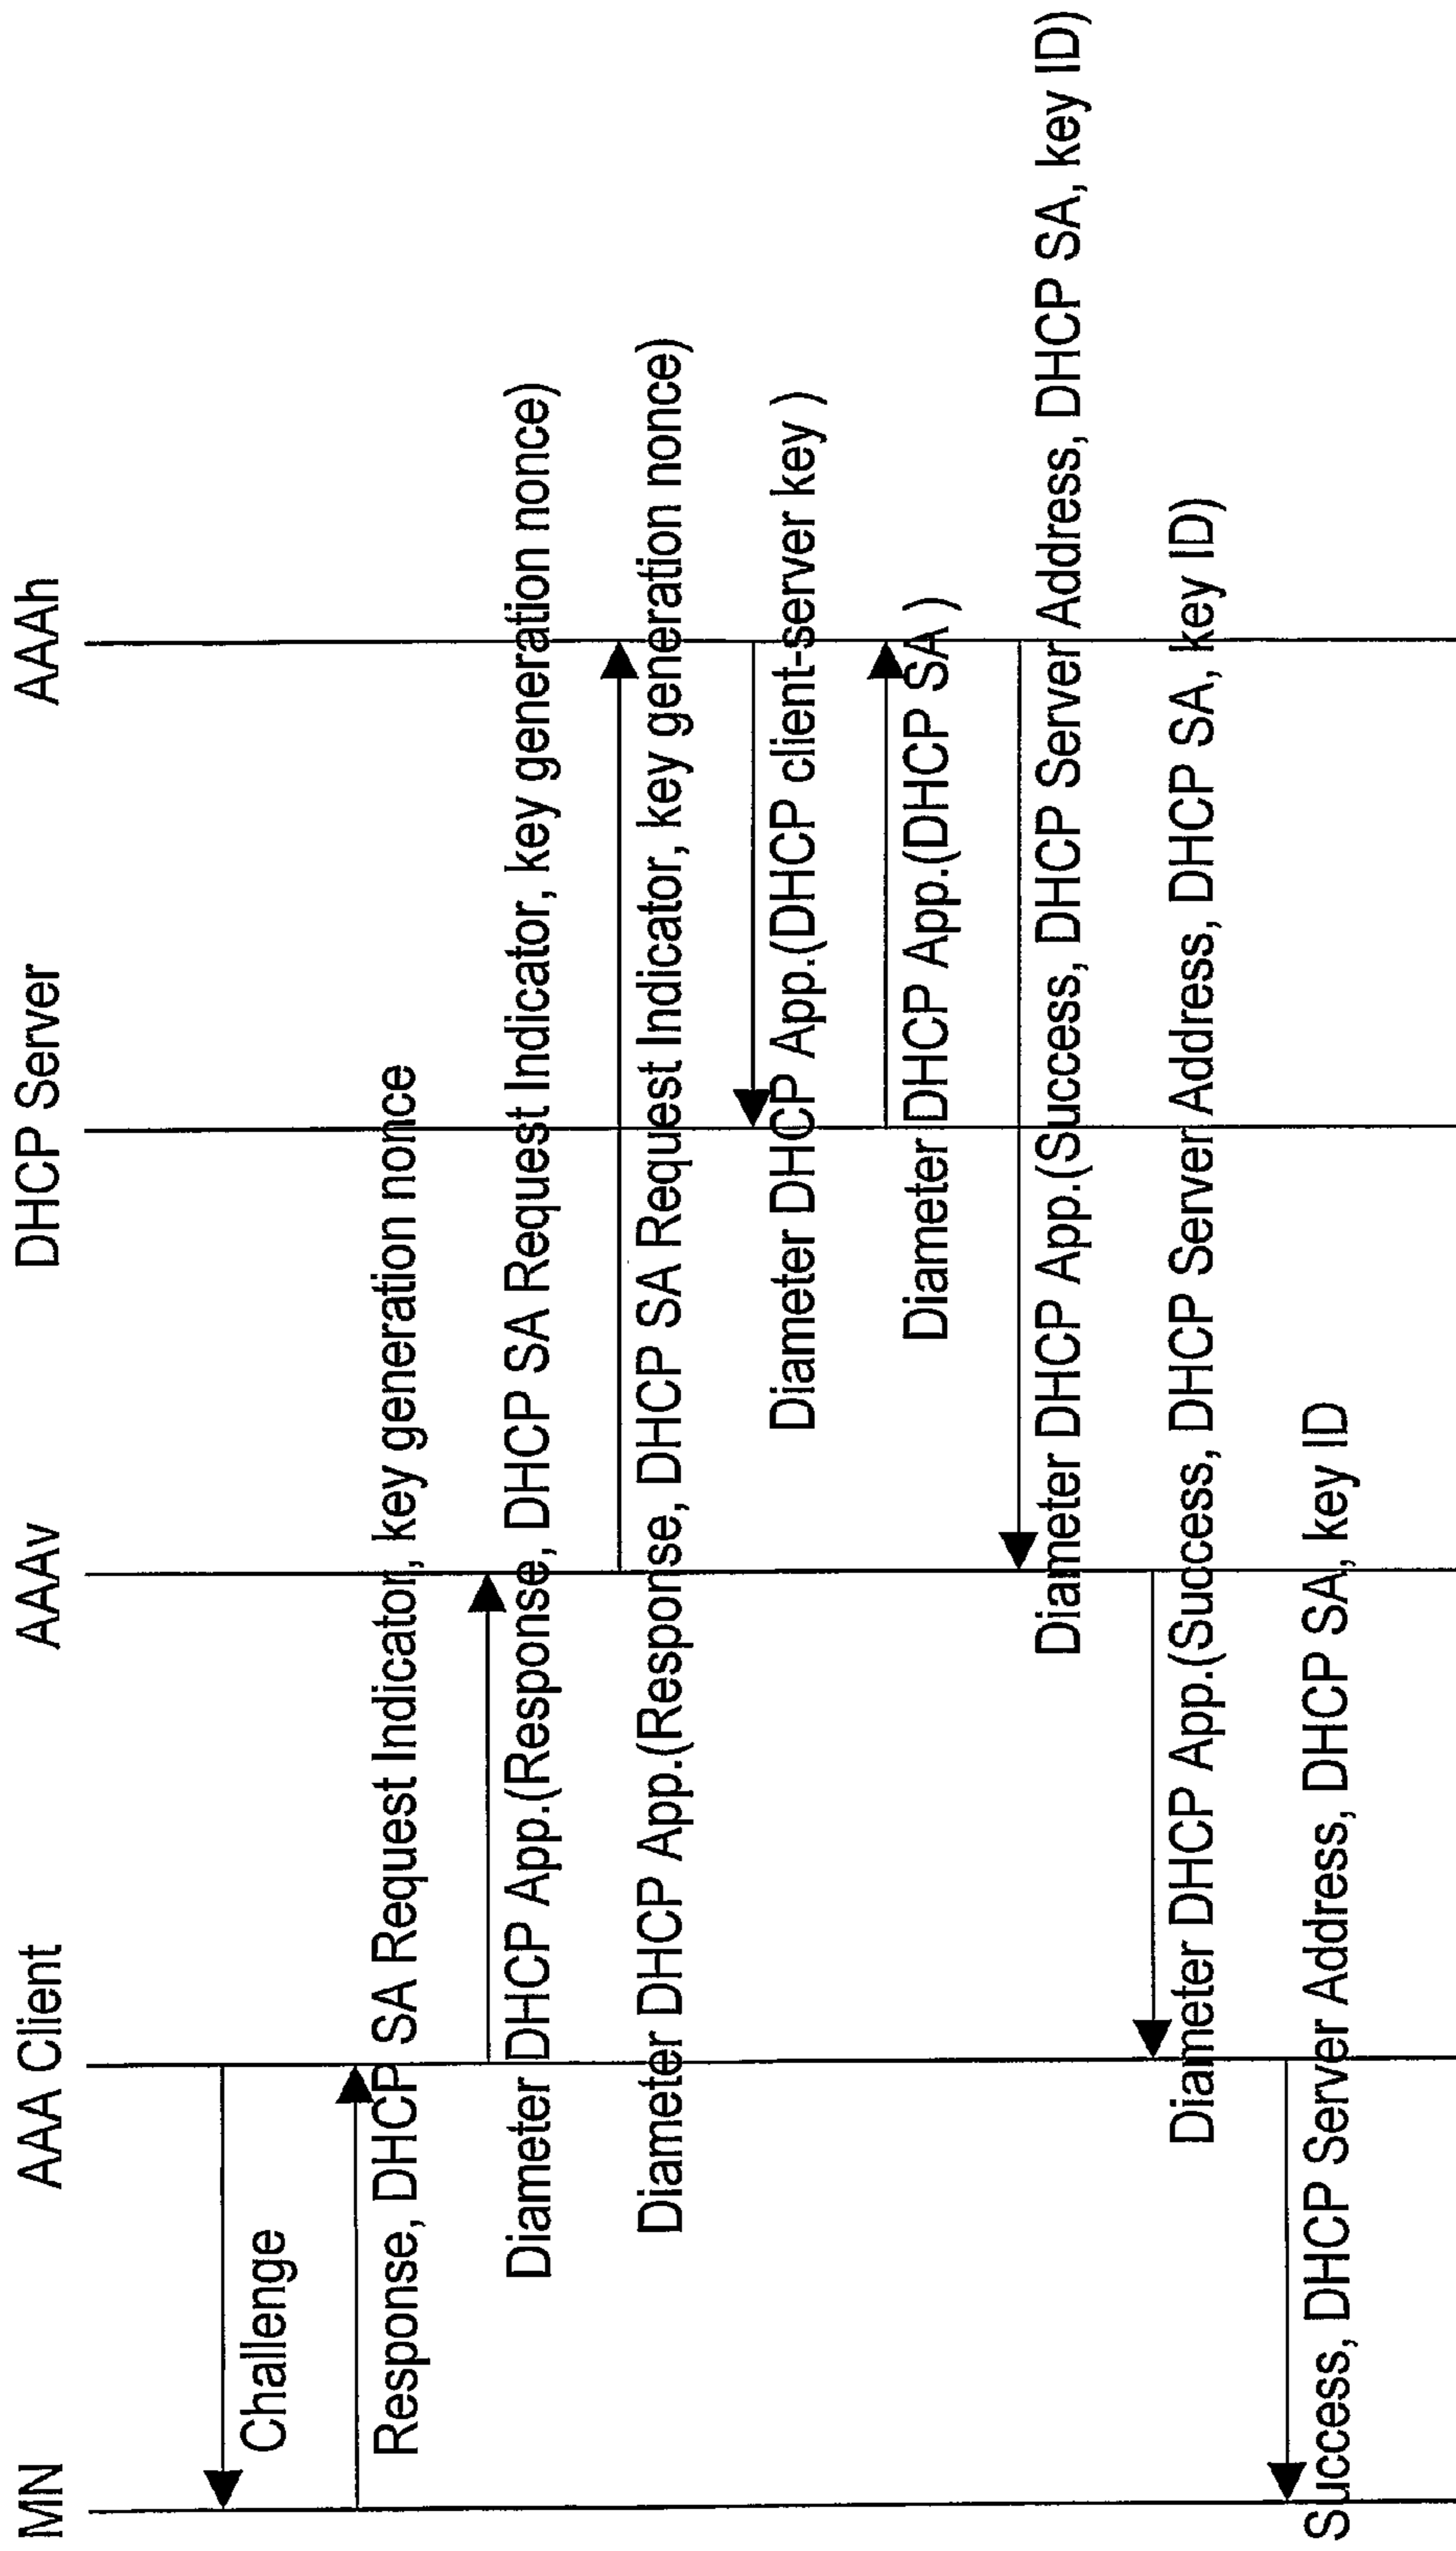 MN
AAA Client
AAAv
DHCP Server
AAAh
Challenge
Response, DHCP SA Request Indicator, key generation nonce
Diameter DHCP App.(Response, DHCP SA Request Indicator, key generation nonce)
Diameter DHCP App.(Response, DHCP SA Request Indicator, key generation nonce)
Diameter DHCP App.(DHCP client-server key )
Diameter DHCP App.(DHCP SA )
Diameter DHCP App.(Success, DHCP Server Address, DHCP SA, key ID)
Diameter DHCP App.(Success, DHCP Server Address, DHCP SA, key ID)
Success, DHCP Server Address, DHCP SA, key ID